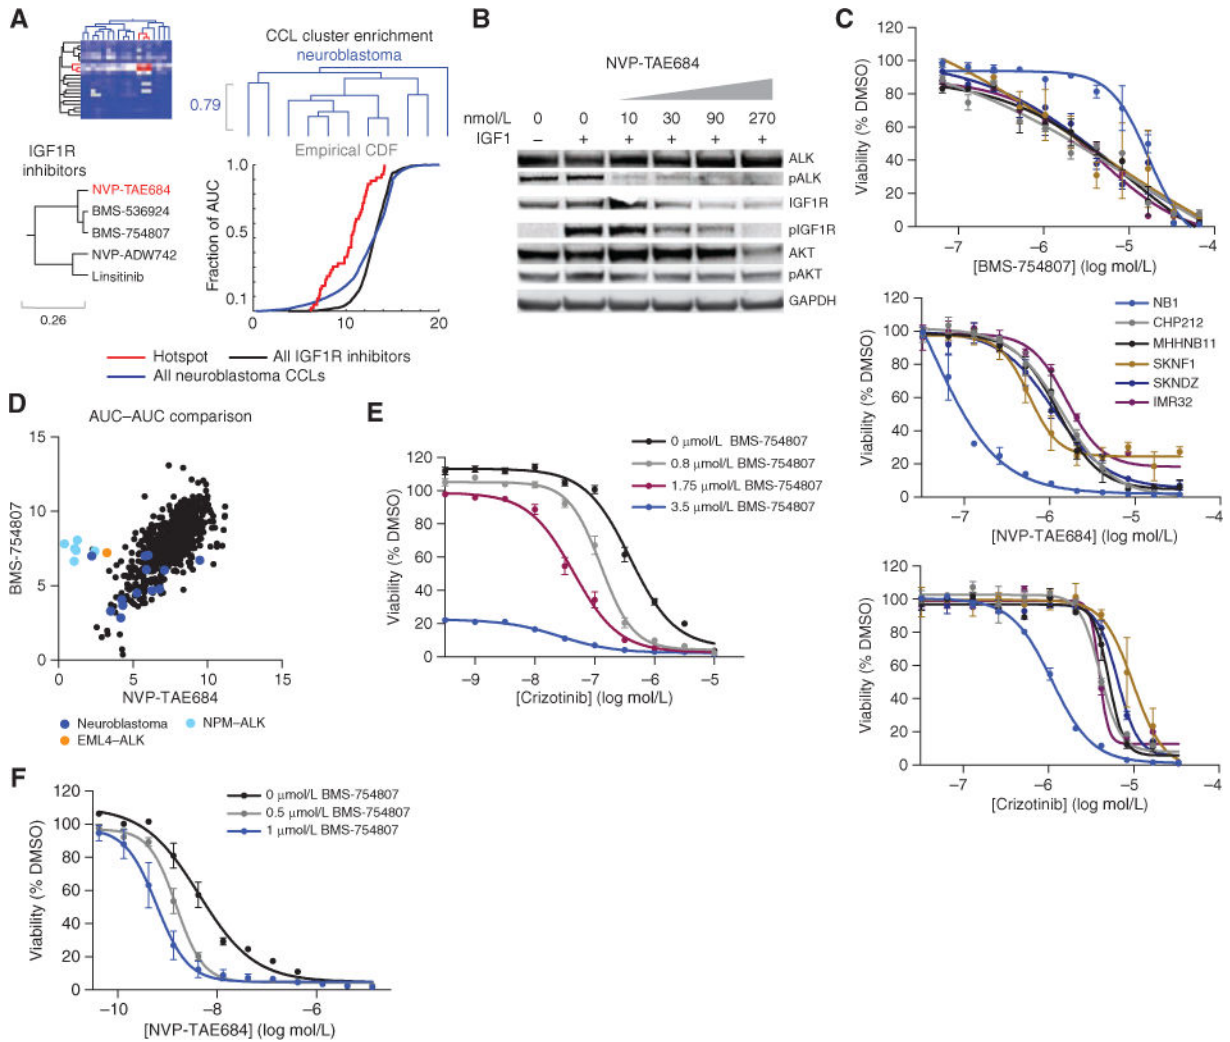 A
CCL cluster enrichment
neuroblastoma
0.79
IGF1R
inhibitors
NVP-TAE684
BMS-536924
BMS-754807
NVP-ADW742
Linsitinib
0.26
Empirical CDF
Fraction of AUC
1.0
0.5
0.1
0 10 20
Hotspot
All IGF1R inhibitors
All neuroblastoma CCLs
B
NVP-TAE684
nmol/L 0 0 10 30 90 270
IGF1 – + + + + +
ALK
pALK
IGF1R
pIGF1R
AKT
pAKT
GAPDH
C
Viability (% DMSO)
120
100
80
60
40
20
0
–7 –6 –5 –4
[BMS-754807] (log mol/L)
Viability (% DMSO)
120
100
80
60
40
20
0
NB1
CHP212
MHHNB11
SKNF1
SKNDZ
IMR32
–7 –6 –5 –4
[NVP-TAE684] (log mol/L)
Viability (% DMSO)
120
100
80
60
40
20
0
–7 –6 –5 –4
[Crizotinib] (log mol/L)
D
AUC–AUC comparison
BMS-754807
15
10
5
0
0 5 10 15
NVP-TAE684
Neuroblastoma
NPM–ALK
EML4–ALK
E
0 μmol/L BMS-754807
0.8 μmol/L BMS-754807
1.75 μmol/L BMS-754807
3.5 μmol/L BMS-754807
Viability (% DMSO)
120
100
80
60
40
20
0
–9 –8 –7 –6 –5
[Crizotinib] (log mol/L)
F
0 μmol/L BMS-754807
0.5 μmol/L BMS-754807
1 μmol/L BMS-754807
Viability (% DMSO)
120
100
80
60
40
20
0
–10 –8 –6
[NVP-TAE684] (log mol/L)